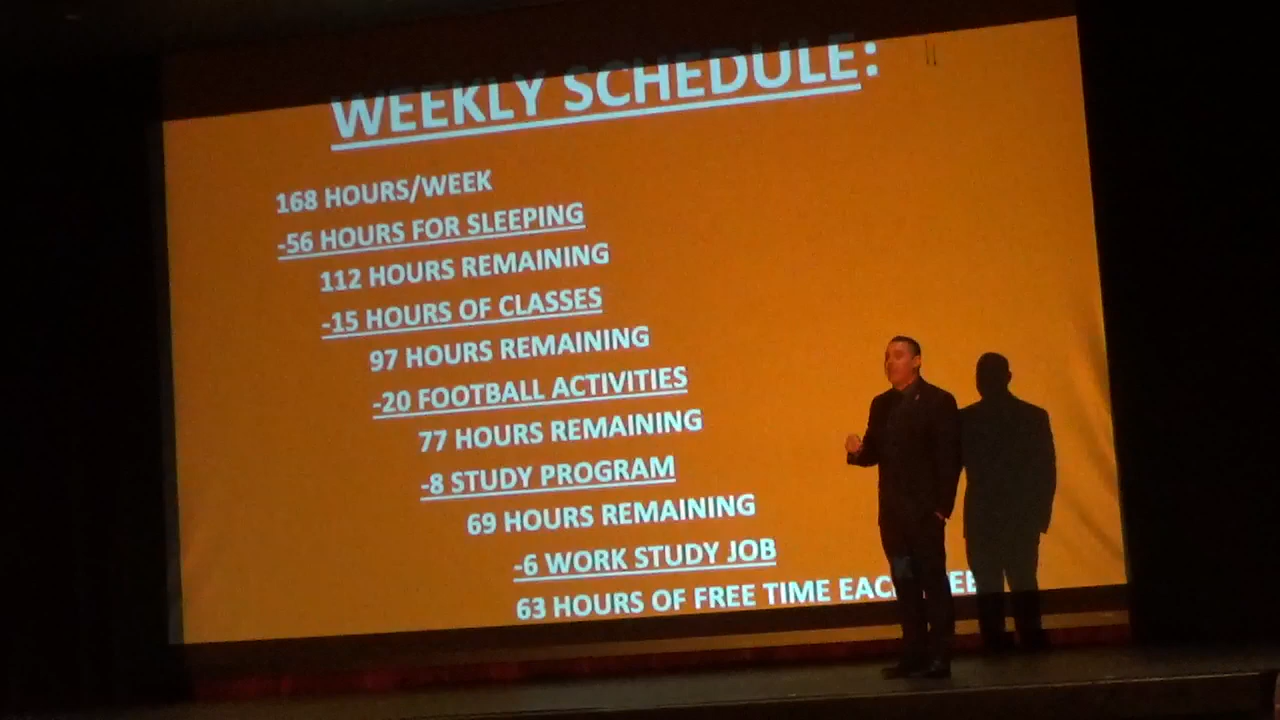 WEEKLY SCHEDULE:
168 HOURS/WEEK
-56 HOURS FOR SLEEPING
112 HOURS REMAINING
-15 HOURS OF CLASSES
97 HOURS REMAINING
-20 FOOTBALL ACTIVITIES
77 HOURS REMAINING
-8 STUDY PROGRAM
69 HOURS REMAINING
-6 WORK STUDY JOB
63 HOURS OF FREE TIME